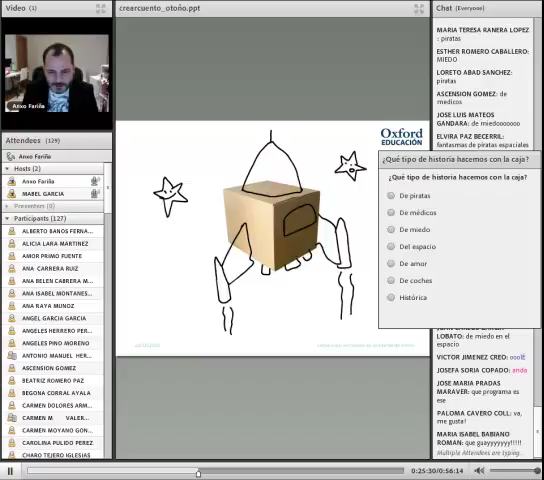 Video (1)
Anxo Fariña
Attendees (129)
Anxo Fariña
Hosts (2)
Anxo Fariña
MABEL GARCIA
Presenters (0)
Participants (127)
ALBERTO BANOS FERNA...
ALICIA LARA MARTINEZ
AMOR PRIMO FUENTE
ANA CARRERA RUIZ
ANA BELEN CABRERA M...
ANA ISABEL MONTANES...
ANA RAYA MUNOZ
ANGEL GARCIA GARCIA
ANGELES HERRERO PER...
ANGELES PINO MORENO
ANTONIO MANUEL HER...
ASCENSION GOMEZ
BEATRIZ ROMERO PAZ
BEGONA CORRAL AYALA
CARMEN DOLORES ARM...
CARMEN M VALER...
CARMEN MOYANO GON...
CAROLINA PULIDO PEREZ
CHARO TEJERO IGLESIAS
crearcuento_otoño.ppt
Oxford
EDUCACIÓN
Chat (Everyone)
MARIA TERESA RANERA LOPEZ
: piratas
ESTHER ROMERO CABALLERO:
MIEDO
LORETO ABAD SANCHEZ:
piratas
ASCENSION GOMEZ: de
medicos
JOSE LUIS MATEOS
GANDARA: de miedooooooo
ELVIRA PAZ BECERRIL:
fantasmas de piratas espaciales
¿Qué tipo de historia hacemos con la caja?
¿Qué tipo de historia hacemos con la caja?
De piratas
De médicos
De miedo
Del espacio
De amor
De coches
Histórica
LOBATO: de miedo en el
espacio
VICTOR JIMENEZ CREO: oooIÉ
JOSEFA SORIA COPADO: anda
JOSE MARIA PRADAS
MARAVER: que programa es
ese
PALOMA CAVERO COLL: va,
me gusta!
MARIA ISABEL BABIANO
ROMAN: que guayyyyyy!!!!!
Multiple Attendees are typing...
0:25:30/0:56:14